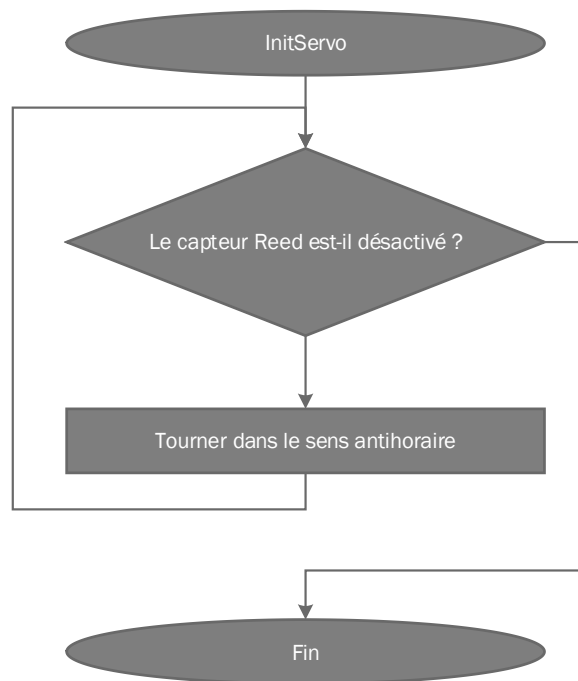 InitServo
Le capteur Reed est-il désactivé ?
Tourner dans le sens antihoraire
Fin